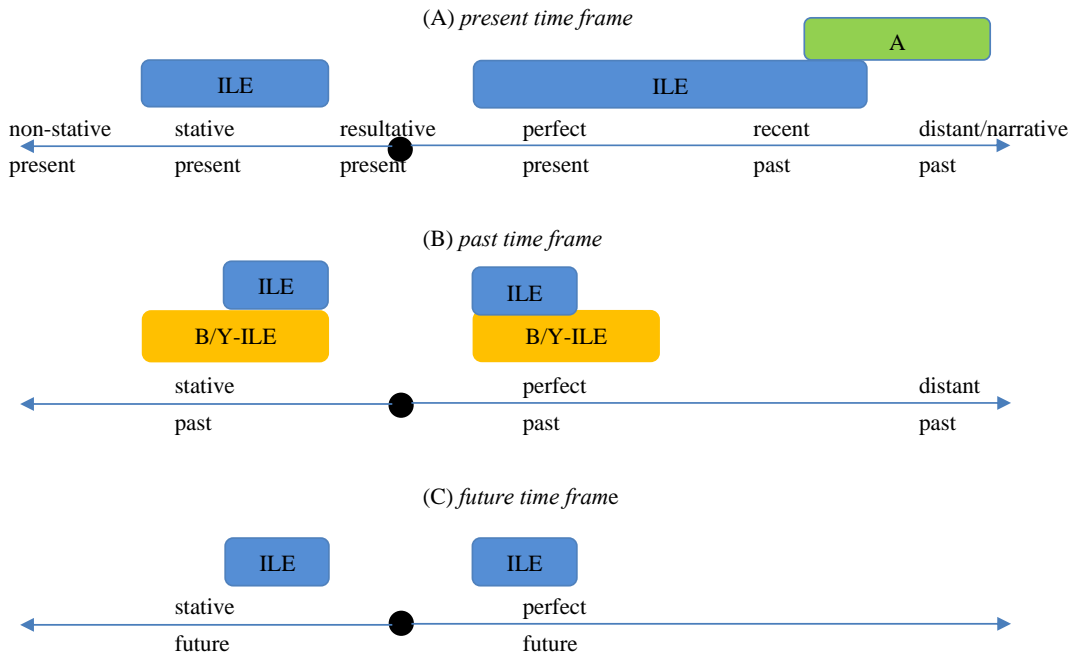 (A) present time frame
A
ILE ILE
non-stative stative resultative perfect recent distant/narrative
present present present present past past
(B) past time frame
ILE ILE
B/Y-ILE B/Y-ILE
stative perfect distant
past past past
(C) future time frame
ILE ILE
stative perfect
future future